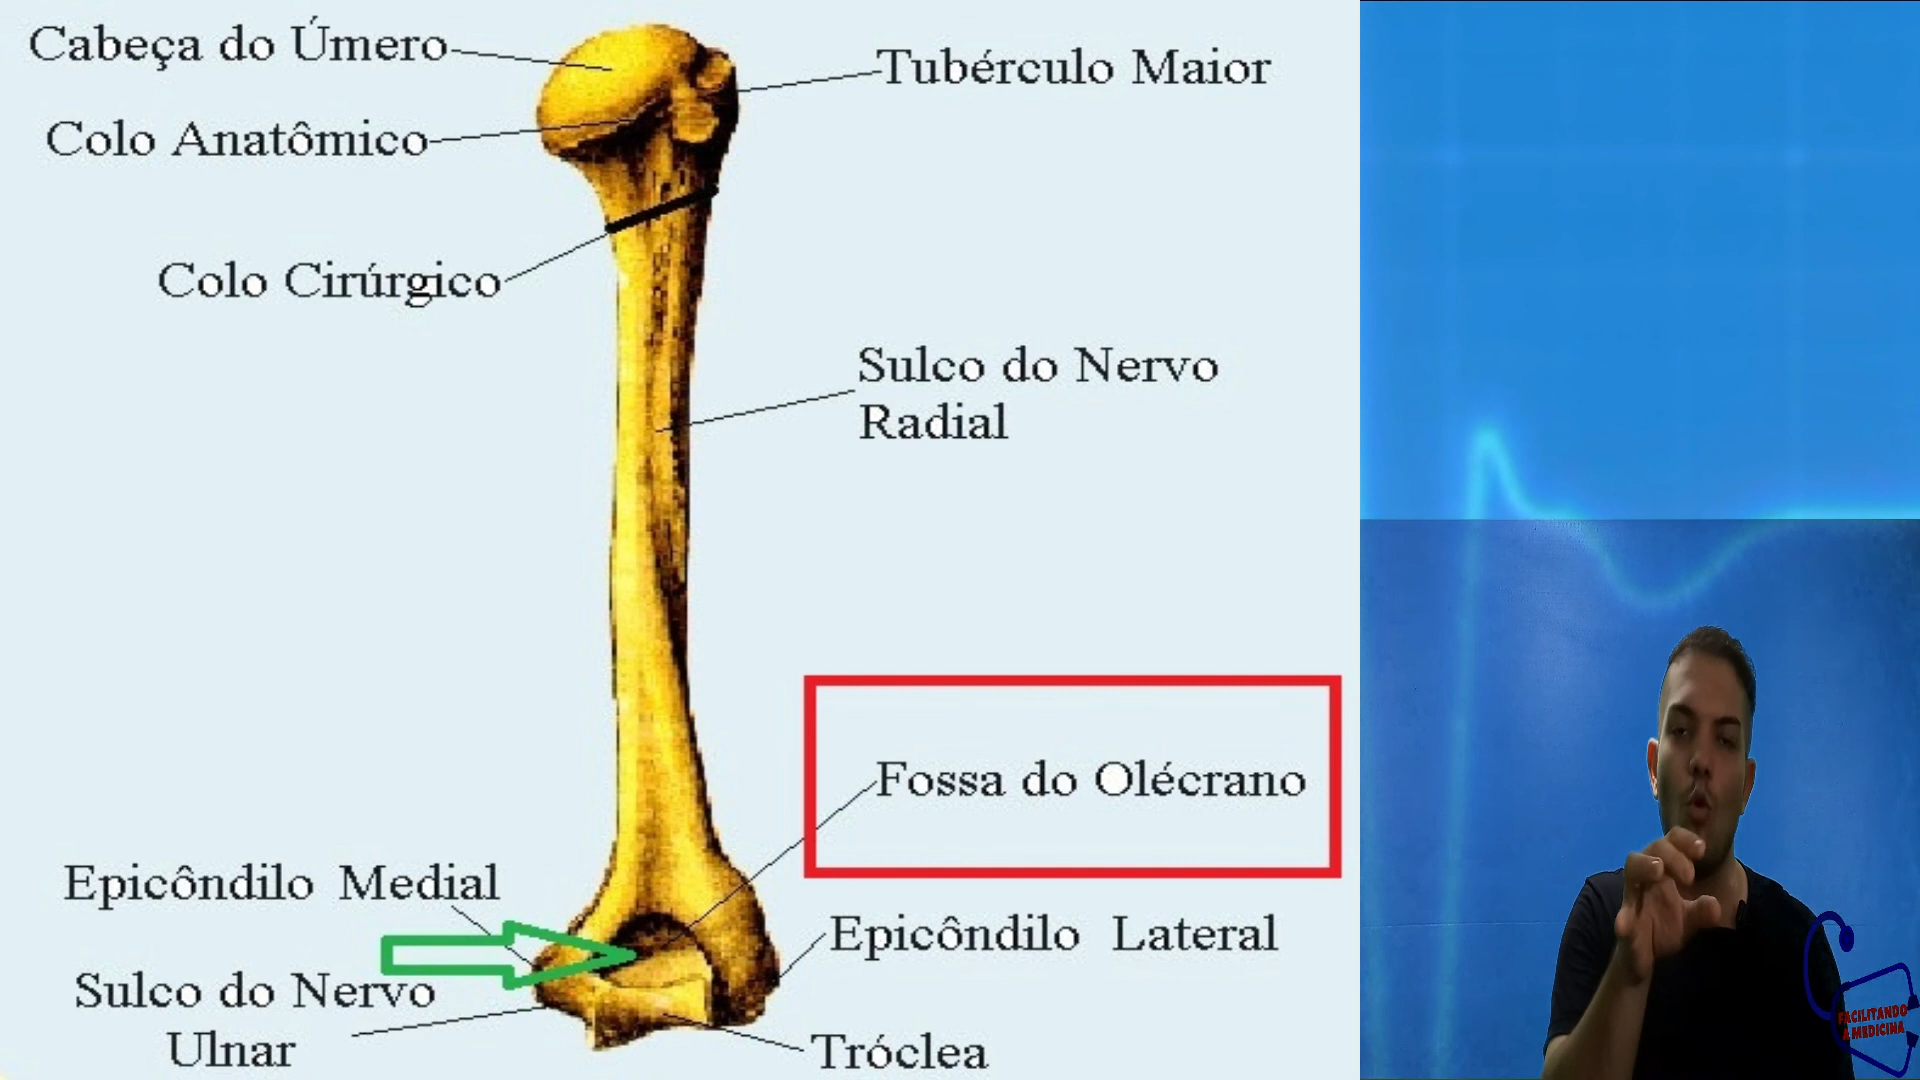 Cabeça do Úmero
Tubérculo Maior
Colo Anatômico
Colo Cirúrgico
Sulco do Nervo
Radial
Fossa do Olécrano
Epicôndilo Medial
Epicôndilo Lateral
Sulco do Nervo
Ulnar
Tróclea
FACILITANDO
A MEDICINA